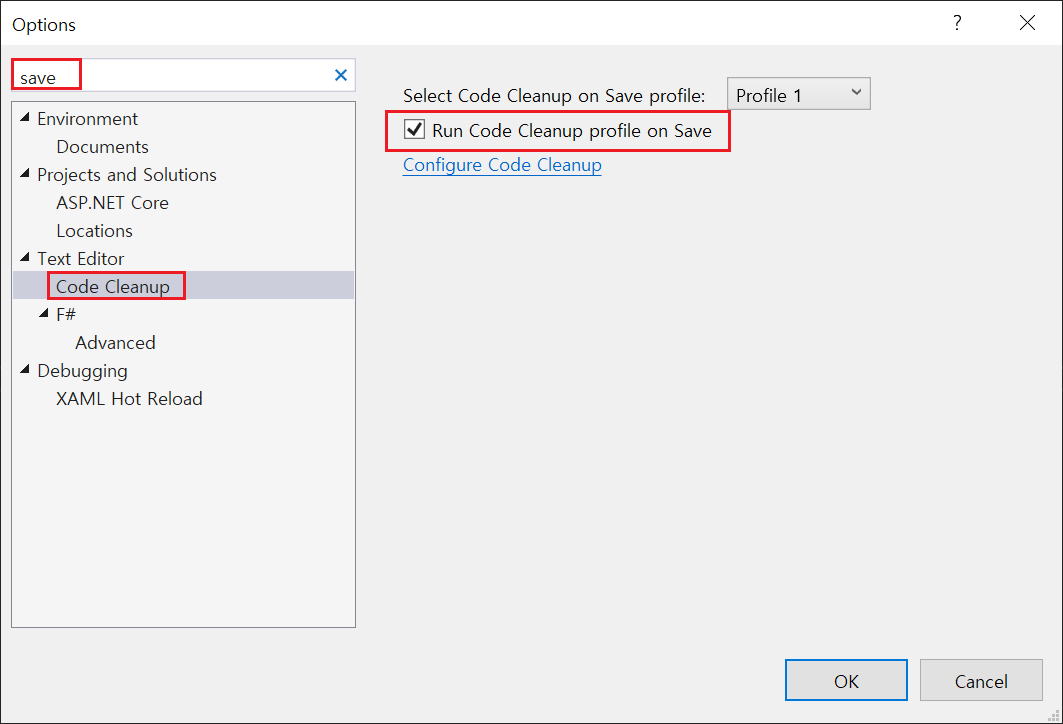 Options
?
save
Environment
Documents
Projects and Solutions
ASP.NET Core
Locations
Text Editor
Code Cleanup
F#
Advanced
Debugging
XAML Hot Reload
Select Code Cleanup on Save profile: Profile 1
Run Code Cleanup profile on Save
Configure Code Cleanup
OK Cancel